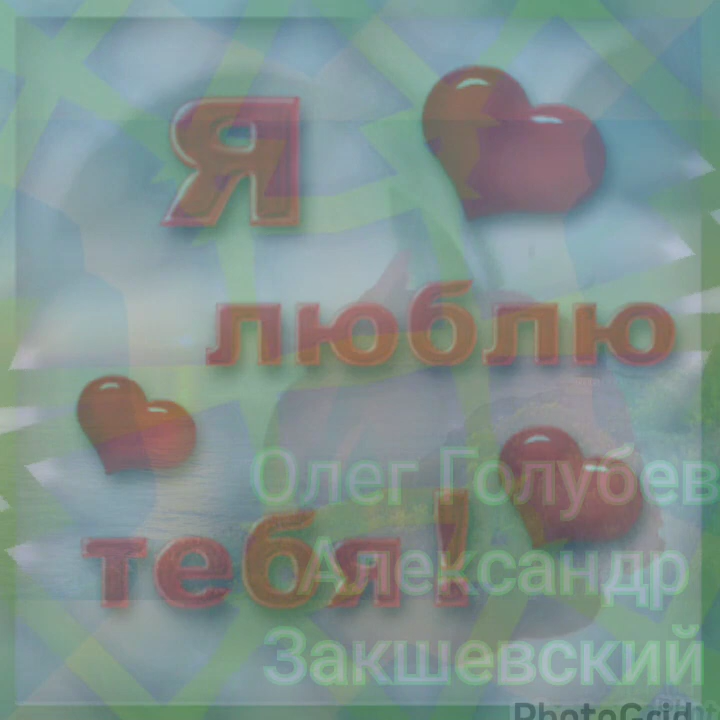 Я
люблю
тебя!
Олег Голубев
Александр
Закшевский
PhotoGrid